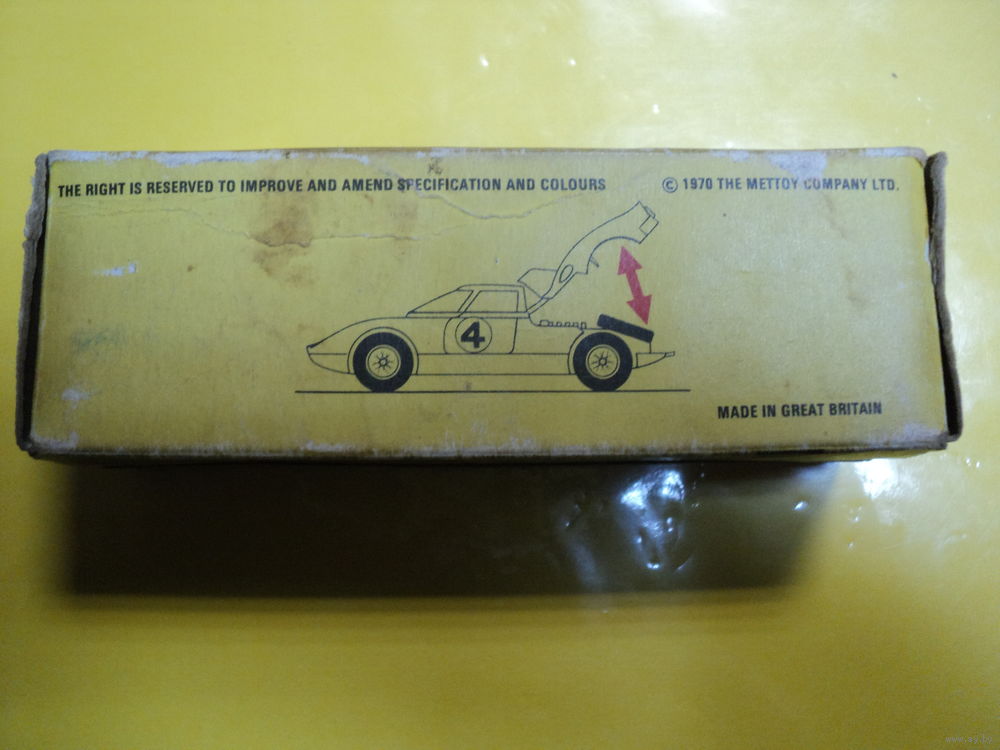 THE RIGHT IS RESERVED TO IMPROVE AND AMEND SPECIFICATION AND COLOURS
© 1970 THE METTOY COMPANY LTD.
4
MADE IN GREAT BRITAIN